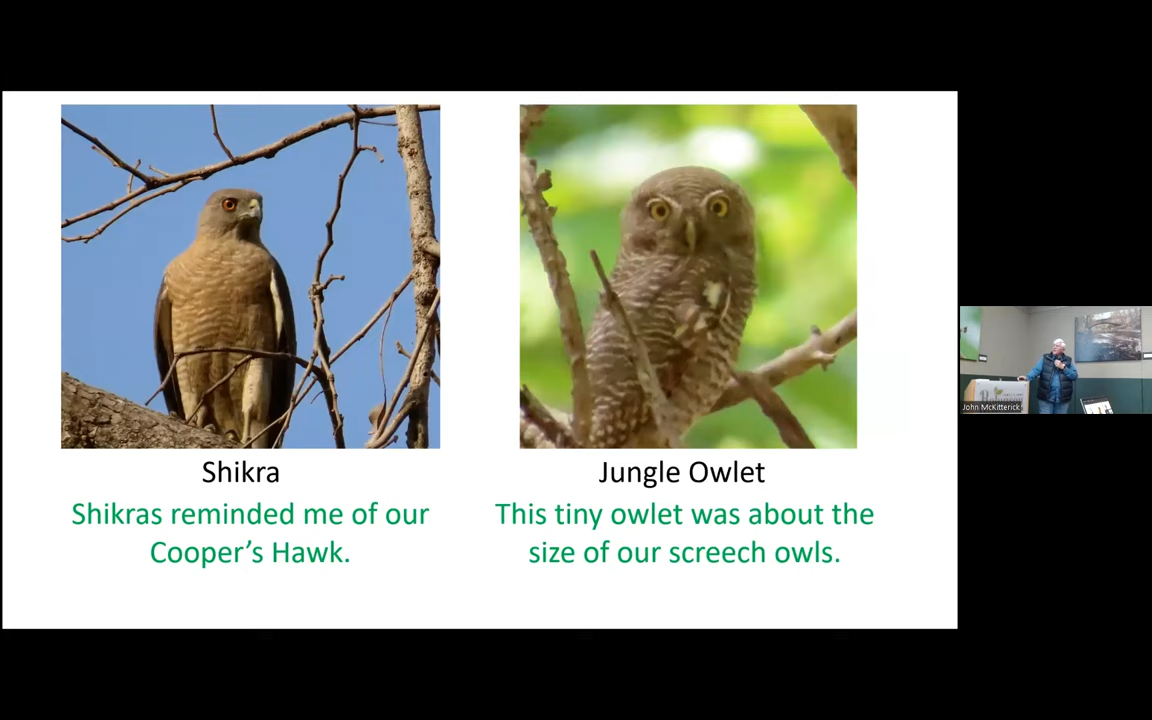 Shikra
Shikras reminded me of our
Cooper’s Hawk.
Jungle Owlet
This tiny owlet was about the
size of our screech owls.
John McKitterick